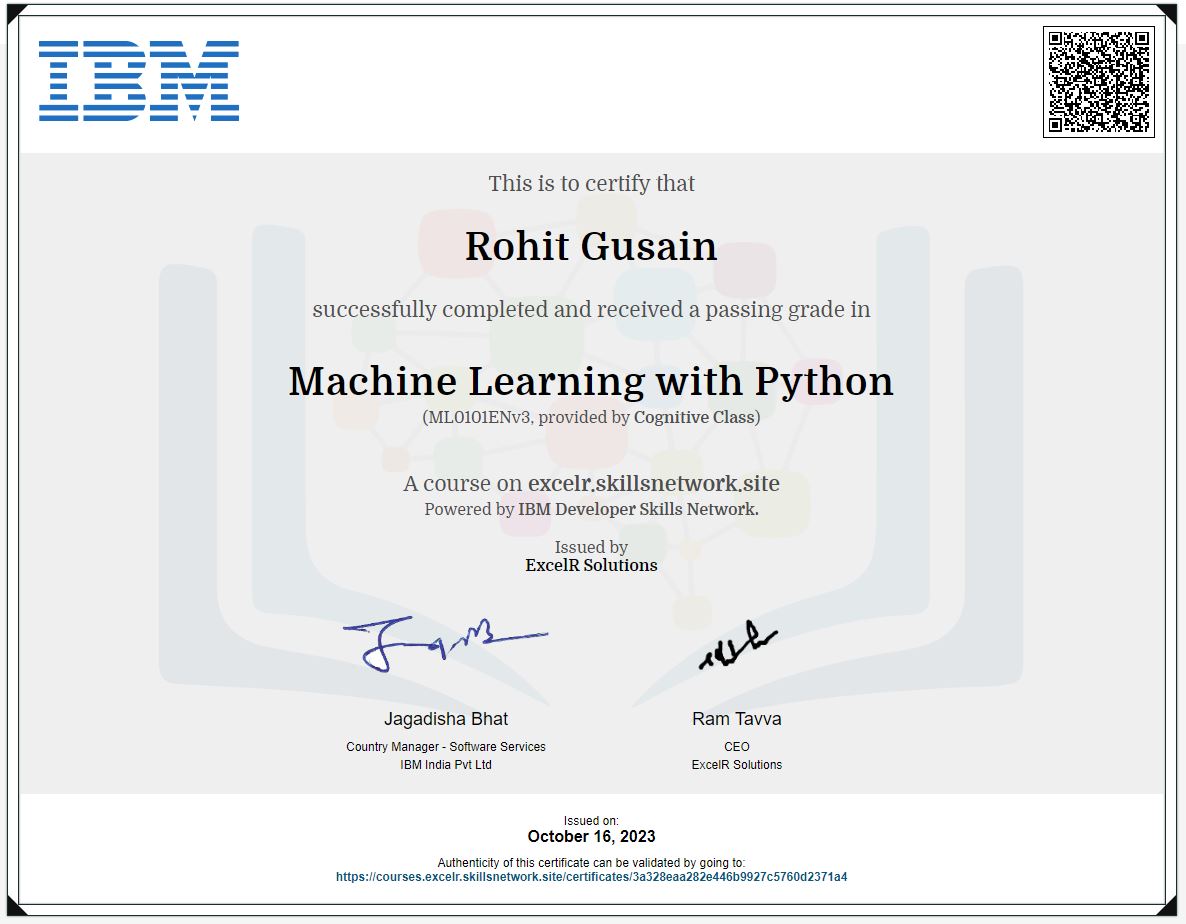 IBM
This is to certify that
Rohit Gusain
successfully completed and received a passing grade in
Machine Learning with Python
(ML0101ENv3, provided by Cognitive Class)
A course on excelr.skillsnetwork.site
Powered by IBM Developer Skills Network.
Issued by
ExcelR Solutions
Jagadisha Bhat
Country Manager - Software Services
IBM India Pvt Ltd
Ram Tavva
CEO
ExcelR Solutions
Issued on:
October 16, 2023
Authenticity of this certificate can be validated by going to:
https://courses.excelr.skillsnetwork.site/certificates/3a328eaa282e446b9927c5760d2371a4